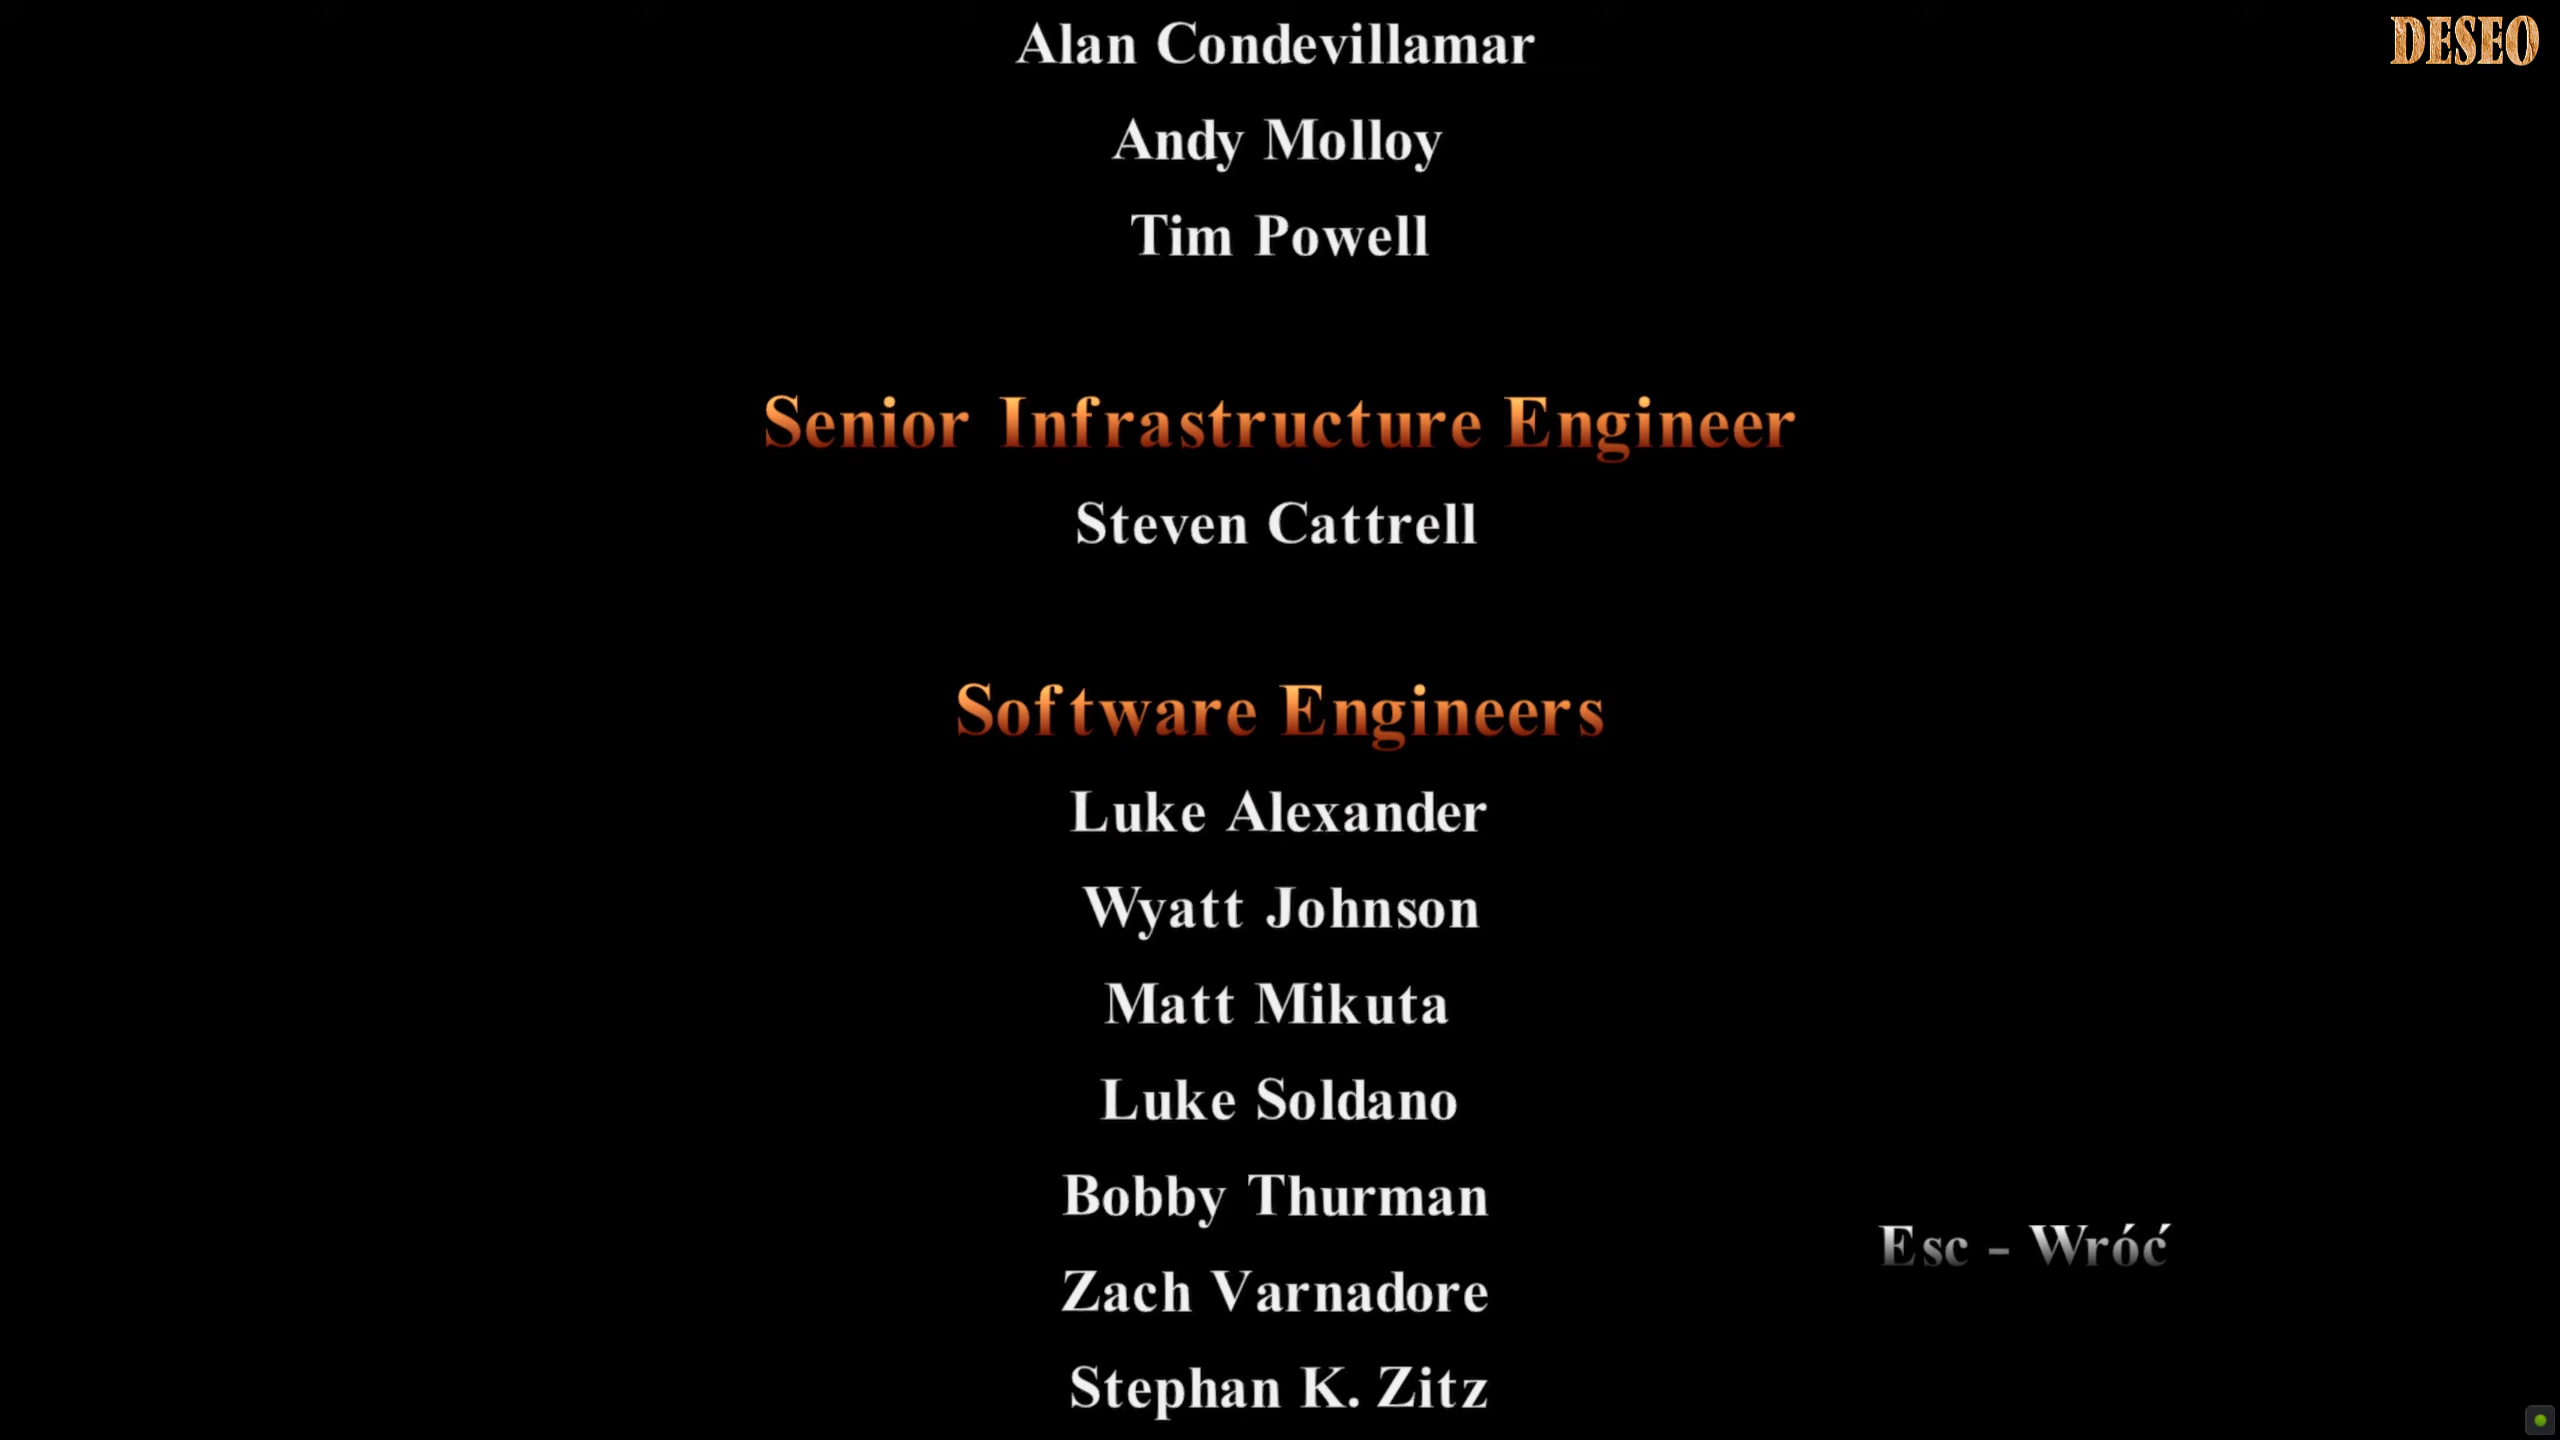 Alan Condevillamar
DESEO
Andy Molloy
Tim Powell
Senior Infrastructure Engineer
Steven Cattrell
Software Engineers
Luke Alexander
Wyatt Johnson
Matt Mikuta
Luke Soldano
Bobby Thurman
Esc - Wróć
Zach Varnadore
Stephan K. Zitz